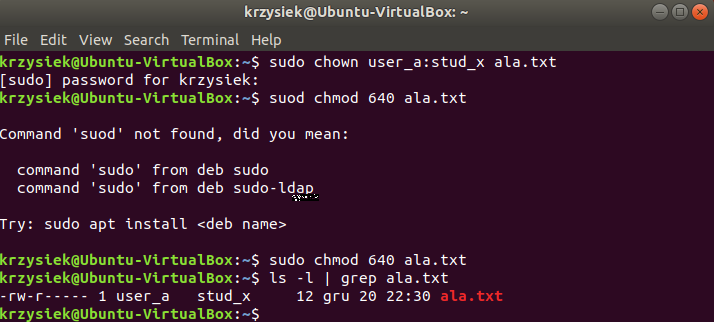 krzysiek@Ubuntu-VirtualBox: ~
File Edit View Search Terminal Help
krzysiek@Ubuntu-VirtualBox:~$ sudo chown user_a:stud_x ala.txt
[sudo] password for krzysiek:
krzysiek@Ubuntu-VirtualBox:~$ suod chmod 640 ala.txt
Command 'suod' not found, did you mean:
command 'sudo' from deb sudo
command 'sudo' from deb sudo-ldap
Try: sudo apt install <deb name>
krzysiek@Ubuntu-VirtualBox:~$ sudo chmod 640 ala.txt
krzysiek@Ubuntu-VirtualBox:~$ ls -l | grep ala.txt
-rw-r----- 1 user_a stud_x 12 gru 20 22:30 ala.txt
krzysiek@Ubuntu-VirtualBox:~$